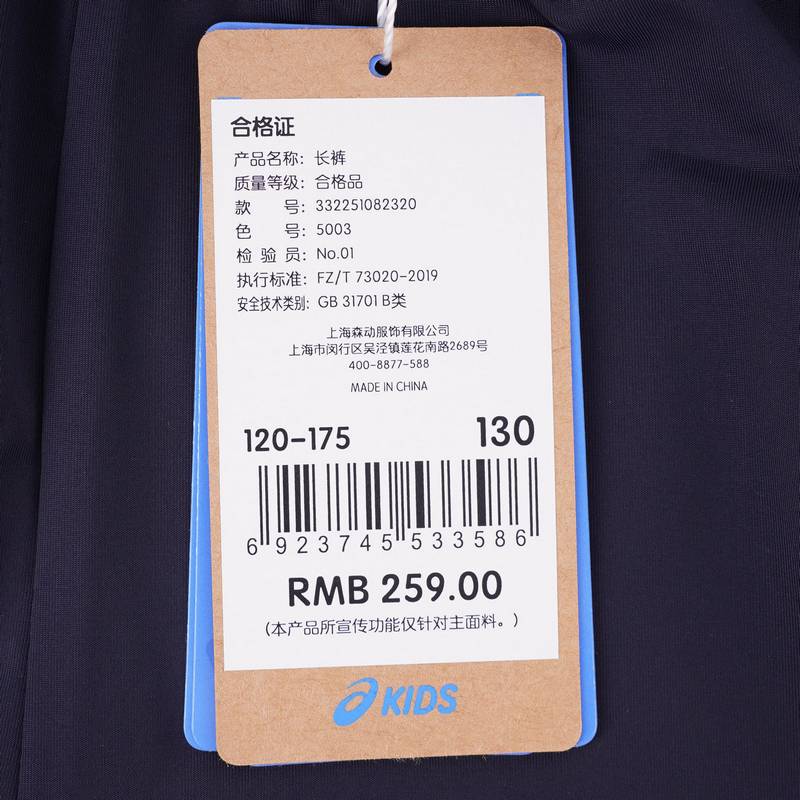 合格证
产品名称: 长裤
质量等级: 合格品
款 号: 332251082320
色 号: 5003
检 验 员: No.01
执行标准: FZ/T 73020-2019
安全技术类别: GB 31701 B类
上海森动服饰有限公司
上海市闵行区吴泾镇莲花南路2689号
400-8877-588
MADE IN CHINA
120-175 130
6 923745 533586
RMB 259.00
(本产品所宣传功能仅针对主面料。)
KIDS